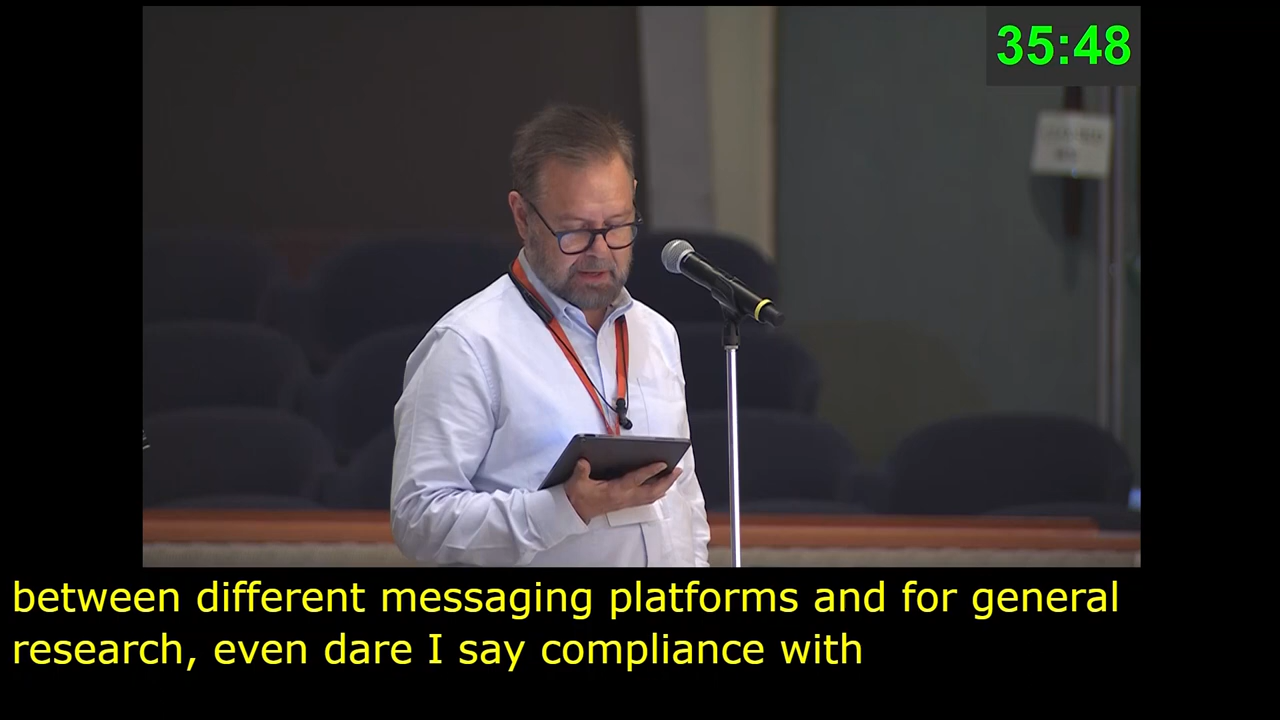 35:48
between different messaging platforms and for general
research, even dare I say compliance with